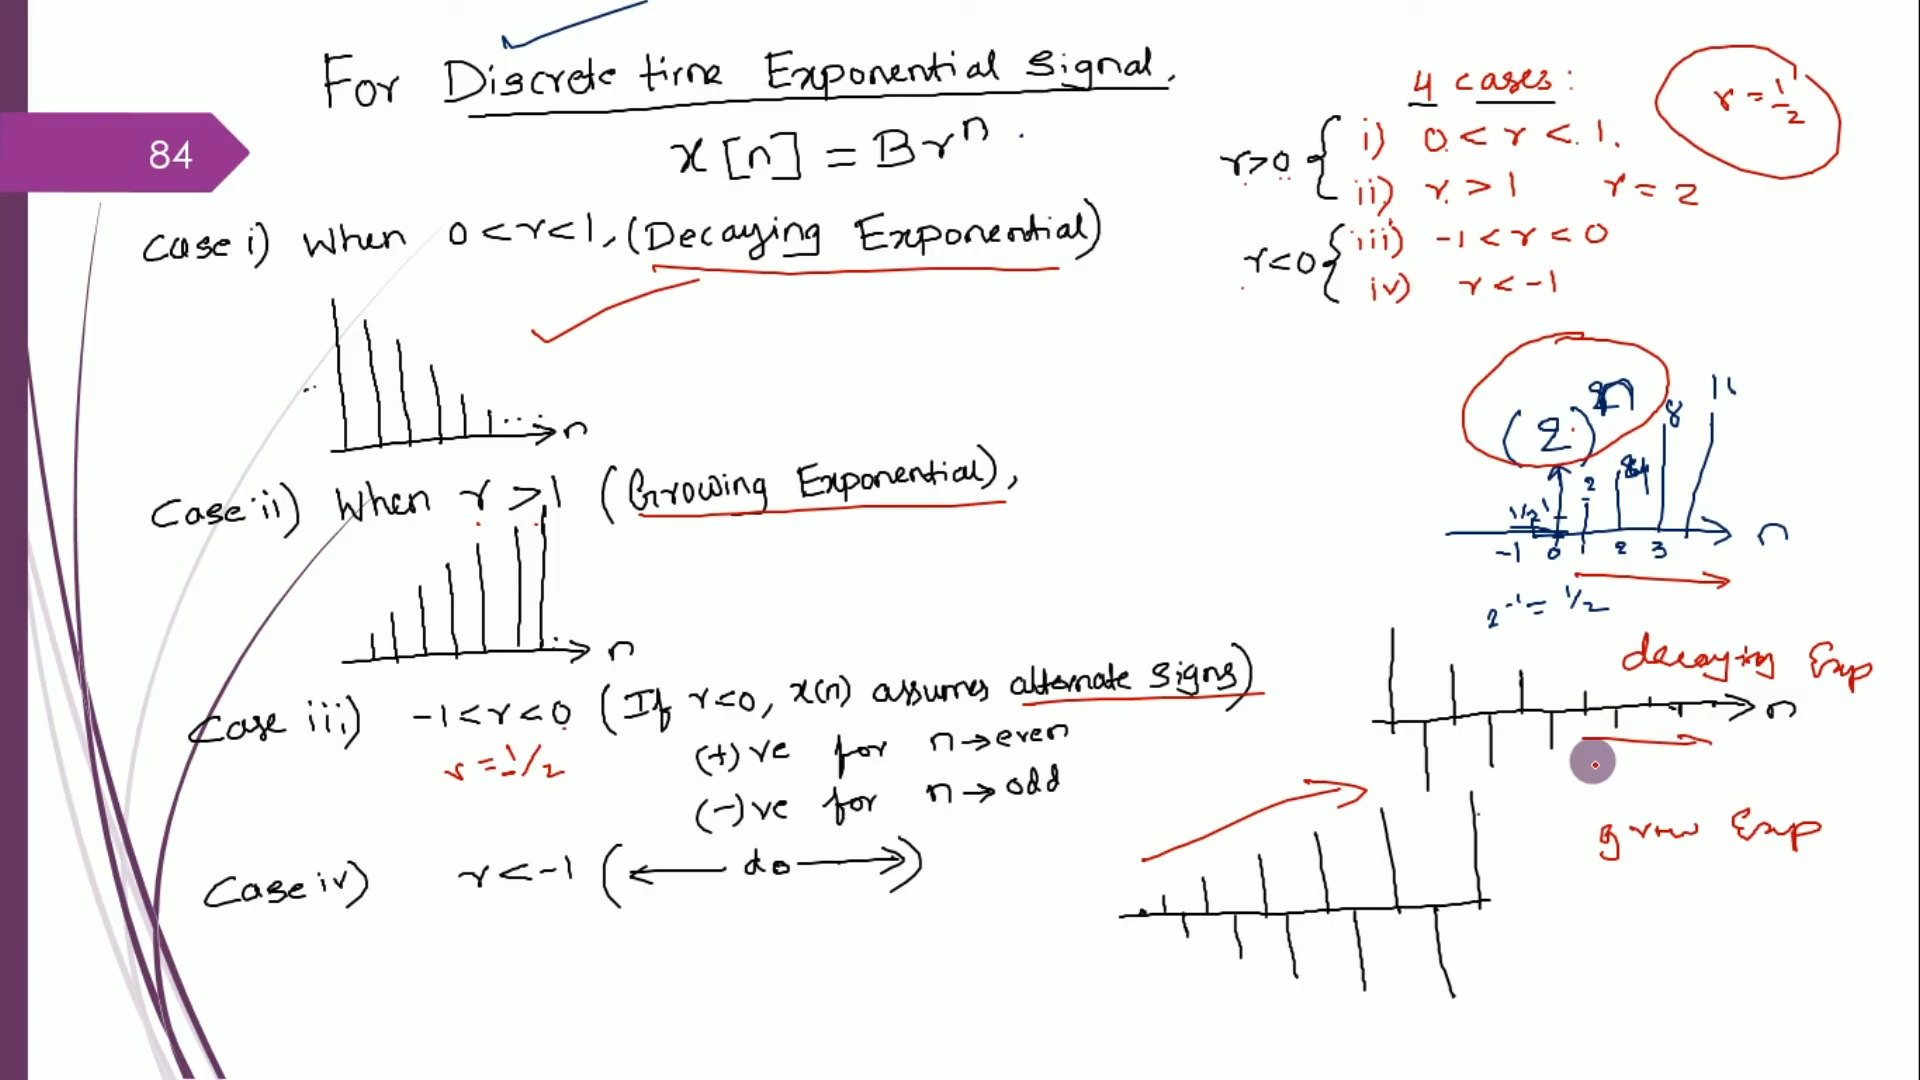 84
For Discrete time Exponential Signal.
x[n] = B rⁿ.
Case i) When 0<r<1, (Decaying Exponential)
n
Case ii) When r >1 (Growing Exponential),
n
Case iii) -1<r<0 (If r<0, x(n) assumes alternate signs)
r = -1/2
(+)ve for n→even
(-)ve for n→odd
Case iv) r<-1 (← do →)
4 cases:
r>0 { i) 0<r<1.
ii) r>1 r=2
r<0 { iii) -1<r<0
iv) r<-1
r = 1/2
(2)ⁿ
8
2
4
1/2 1
-1 0 1 2 3 n
2⁻¹ = 1/2
decaying Exp
n
grow Exp